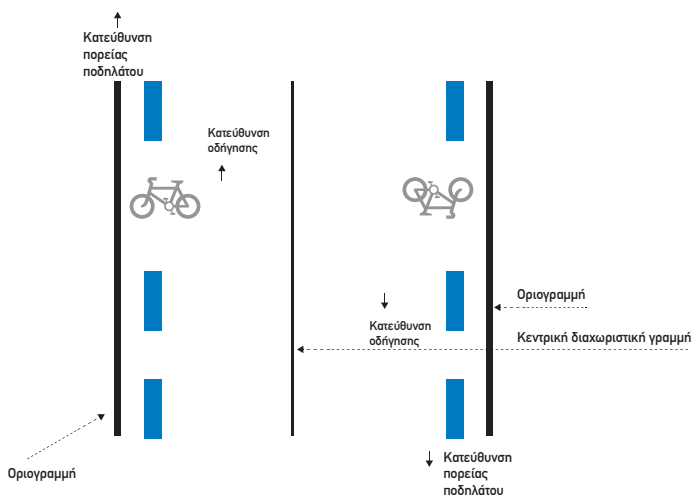 Κατεύθυνση
πορείας
ποδηλάτου
Κατεύθυνση
οδήγησης
Οριογραμμή
Κατεύθυνση
οδήγησης
Κεντρική διαχωριστική γραμμή
Οριογραμμή
Κατεύθυνση
πορείας
ποδηλάτου